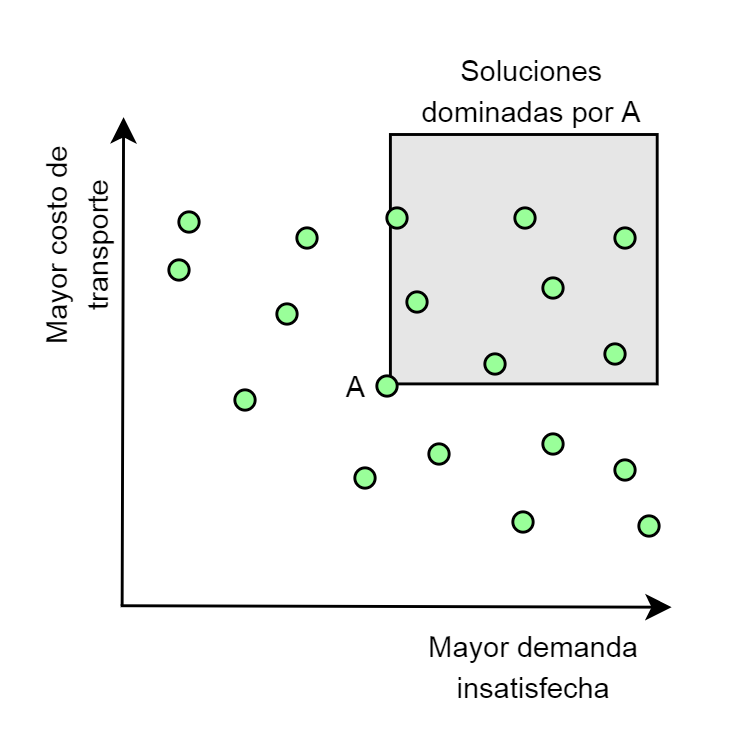 Soluciones
dominadas por A
Mayor costo de
transporte
A
Mayor demanda
insatisfecha